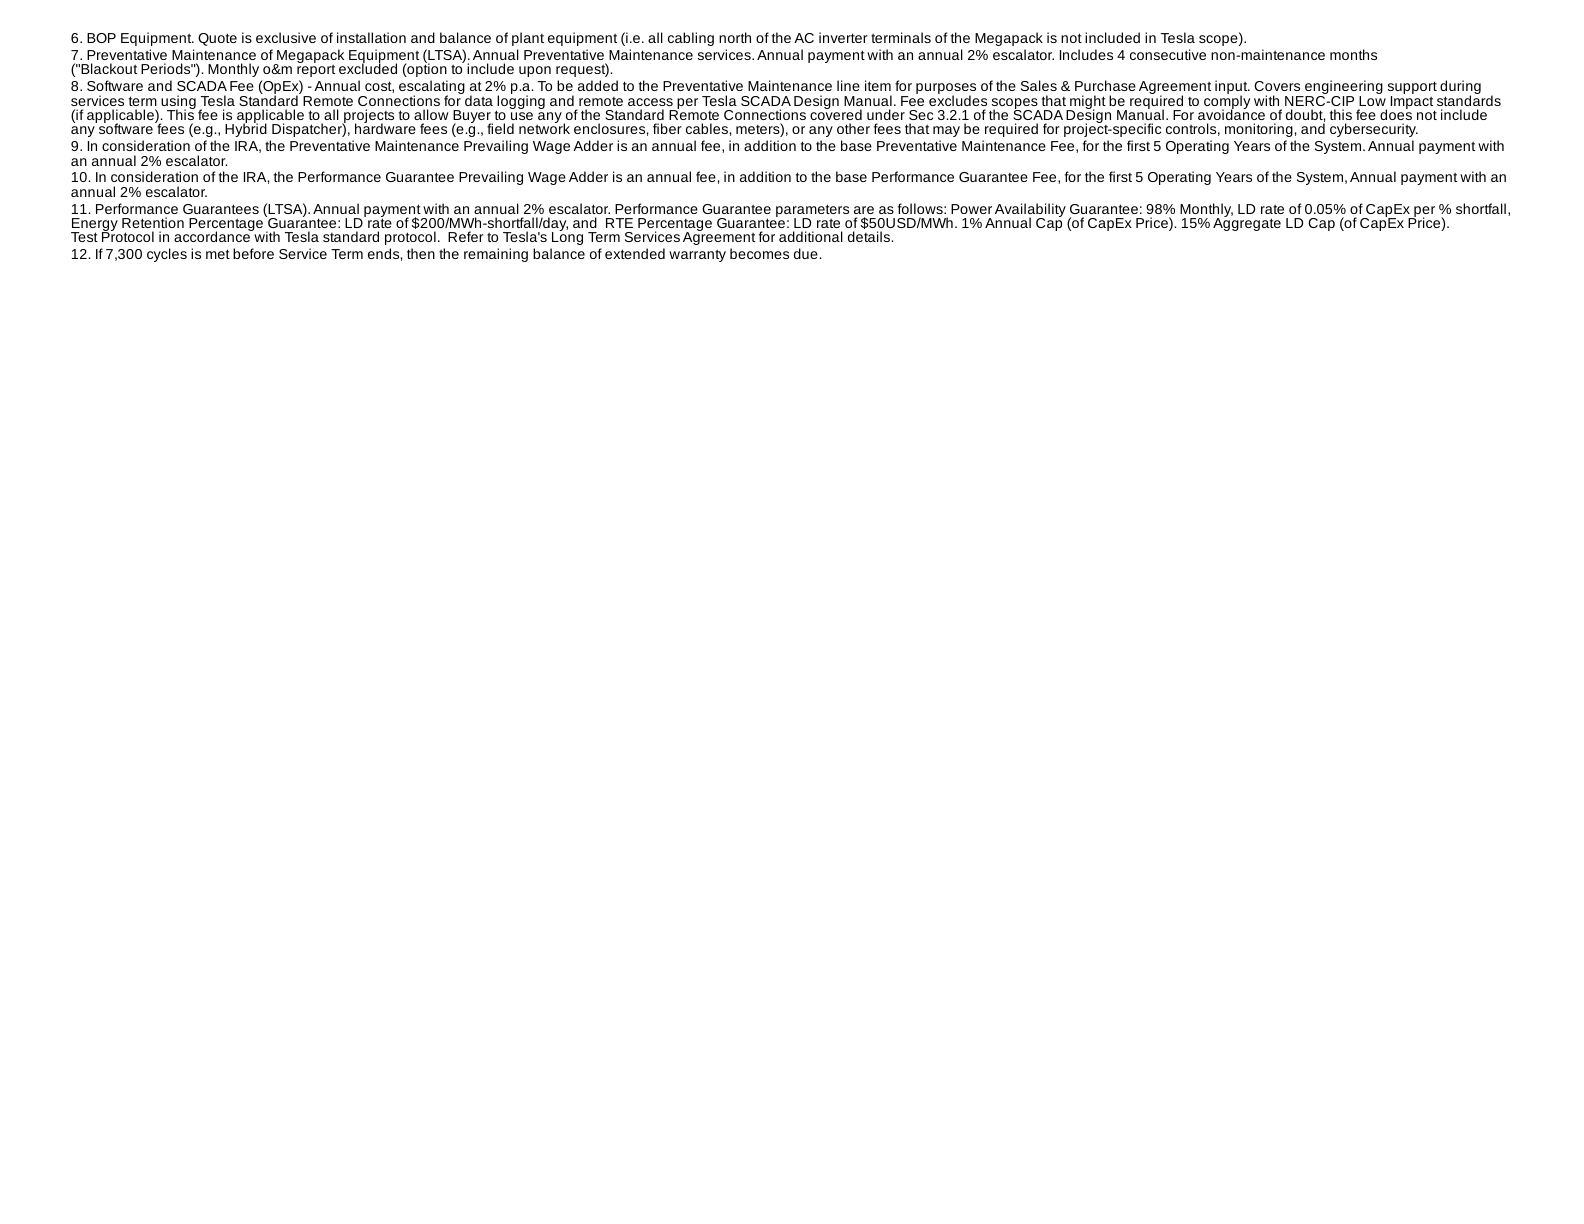 6. BOP Equipment. Quote is exclusive of installation and balance of plant equipment (i.e. all cabling north of the AC inverter terminals of the Megapack is not included in Tesla scope).
7. Preventative Maintenance of Megapack Equipment (LTSA). Annual Preventative Maintenance services. Annual payment with an annual 2% escalator. Includes 4 consecutive non-maintenance months
("Blackout Periods"). Monthly o&m report excluded (option to include upon request).
8. Software and SCADA Fee (OpEx) - Annual cost, escalating at 2% p.a. To be added to the Preventative Maintenance line item for purposes of the Sales & Purchase Agreement input. Covers engineering support during
services term using Tesla Standard Remote Connections for data logging and remote access per Tesla SCADA Design Manual. Fee excludes scopes that might be required to comply with NERC-CIP Low Impact standards
(if applicable). This fee is applicable to all projects to allow Buyer to use any of the Standard Remote Connections covered under Sec 3.2.1 of the SCADA Design Manual. For avoidance of doubt, this fee does not include
any software fees (e.g., Hybrid Dispatcher), hardware fees (e.g., field network enclosures, fiber cables, meters), or any other fees that may be required for project-specific controls, monitoring, and cybersecurity.
9. In consideration of the IRA, the Preventative Maintenance Prevailing Wage Adder is an annual fee, in addition to the base Preventative Maintenance Fee, for the first 5 Operating Years of the System. Annual payment with
an annual 2% escalator.
10. In consideration of the IRA, the Performance Guarantee Prevailing Wage Adder is an annual fee, in addition to the base Performance Guarantee Fee, for the first 5 Operating Years of the System, Annual payment with an
annual 2% escalator.
11. Performance Guarantees (LTSA). Annual payment with an annual 2% escalator. Performance Guarantee parameters are as follows: Power Availability Guarantee: 98% Monthly, LD rate of 0.05% of CapEx per % shortfall,
Energy Retention Percentage Guarantee: LD rate of $200/MWh-shortfall/day, and  RTE Percentage Guarantee: LD rate of $50USD/MWh. 1% Annual Cap (of CapEx Price). 15% Aggregate LD Cap (of CapEx Price).
Test Protocol in accordance with Tesla standard protocol.  Refer to Tesla's Long Term Services Agreement for additional details.
12. If 7,300 cycles is met before Service Term ends, then the remaining balance of extended warranty becomes due.